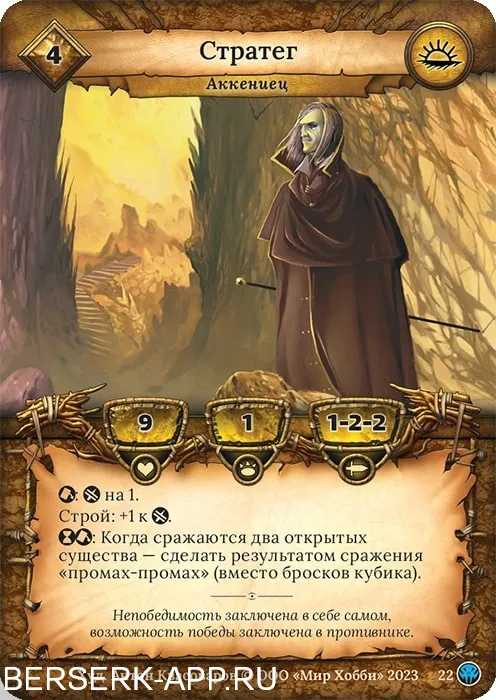 4
Стратег
Аккениец
9
1
1-2-2
: на 1.
Строй: +1 к .
: Когда сражаются два открытых
существа — сделать результатом сражения
«промах-промах» (вместо бросков кубика).
Непобедимость заключена в себе самом,
возможность победы заключена в противнике.
© ООО «Мир Хобби» 2023 22
BERSERK-APP.RU